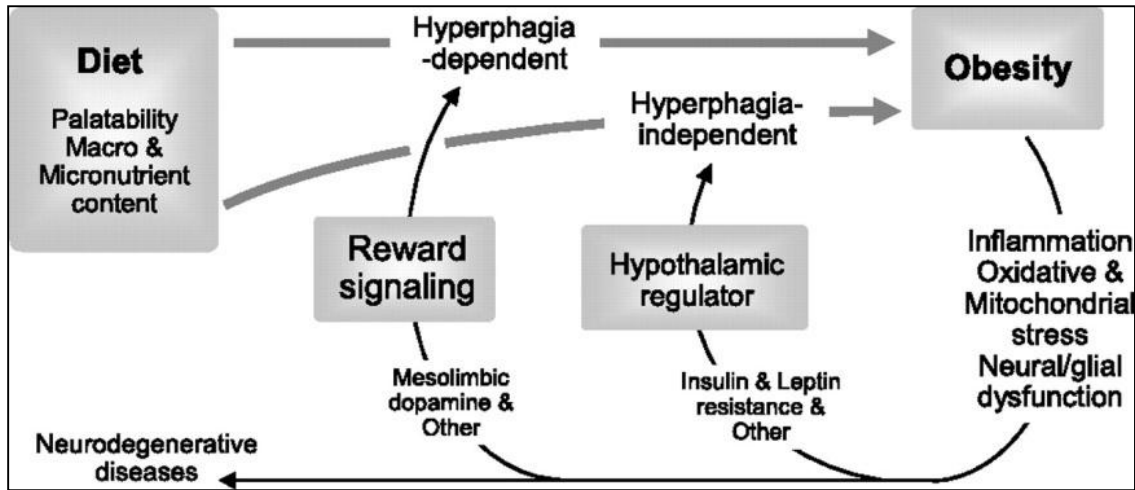 Diet
Palatability
Macro &
Micronutrient
content
Hyperphagia
-dependent
Hyperphagia-
independent
Obesity
Reward
signaling
Hypothalamic
regulator
Inflammation
Oxidative &
Mitochondrial
stress
Neural/glial
dysfunction
Mesolimbic
dopamine &
Other
Insulin & Leptin
resistance &
Other
Neurodegenerative
diseases